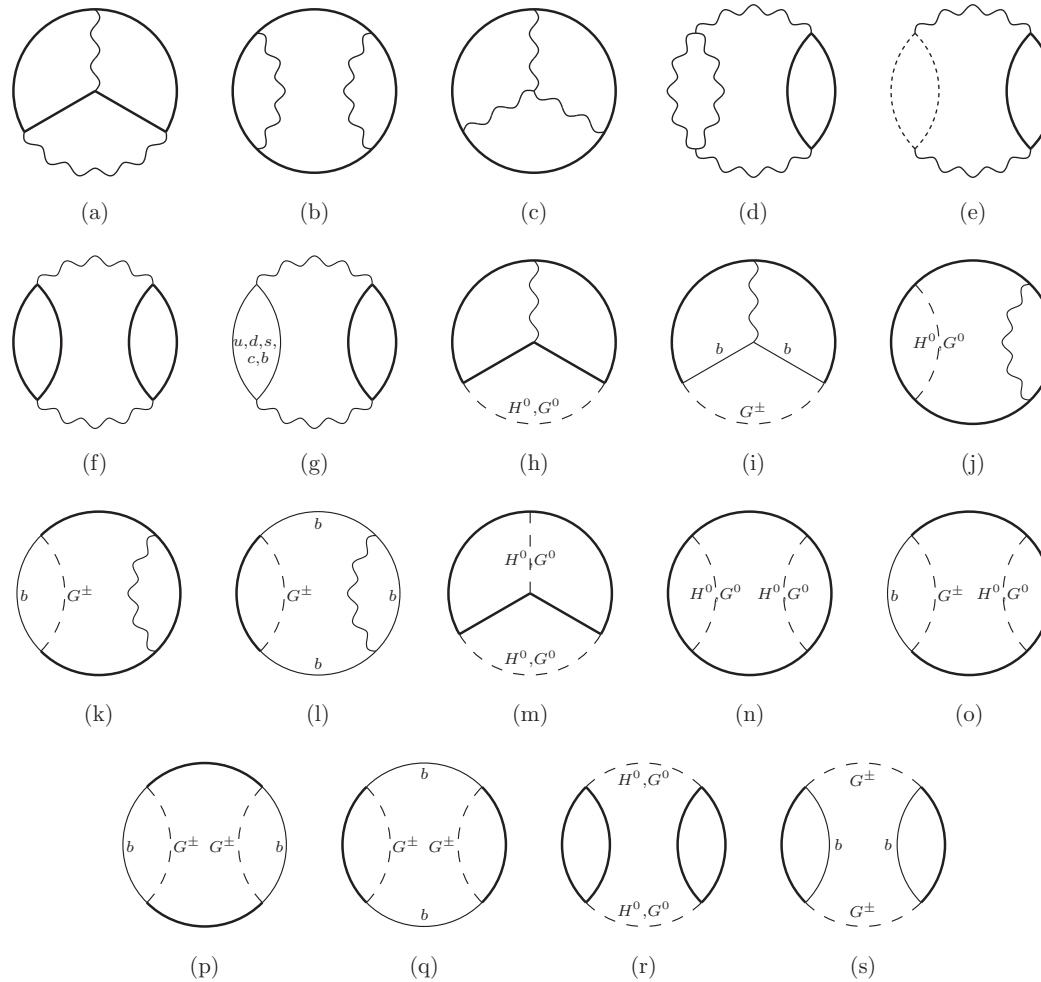 (a) (b) (c) (d) (e)
u,d,s,
c,b
H⁰,G⁰
b b
G±
H⁰,G⁰
(f) (g) (h) (i) (j)
b
b G±
G± b
b
H⁰,G⁰
H⁰,G⁰
H⁰,G⁰ H⁰,G⁰
b G± H⁰,G⁰
(k) (l) (m) (n) (o)
b G± G± b
b
G± G±
b
H⁰,G⁰
H⁰,G⁰
G±
b b
G±
(p) (q) (r) (s)